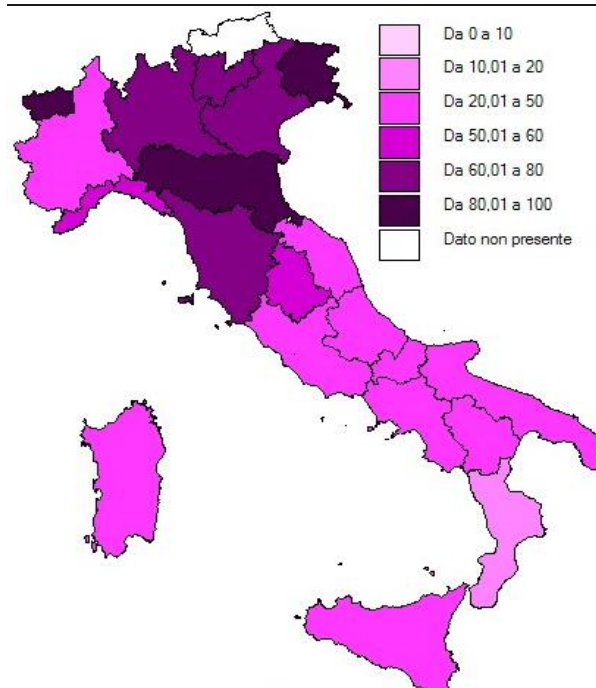 Da 0 a 10
Da 10,01 a 20
Da 20,01 a 50
Da 50,01 a 60
Da 60,01 a 80
Da 80,01 a 100
Dato non presente